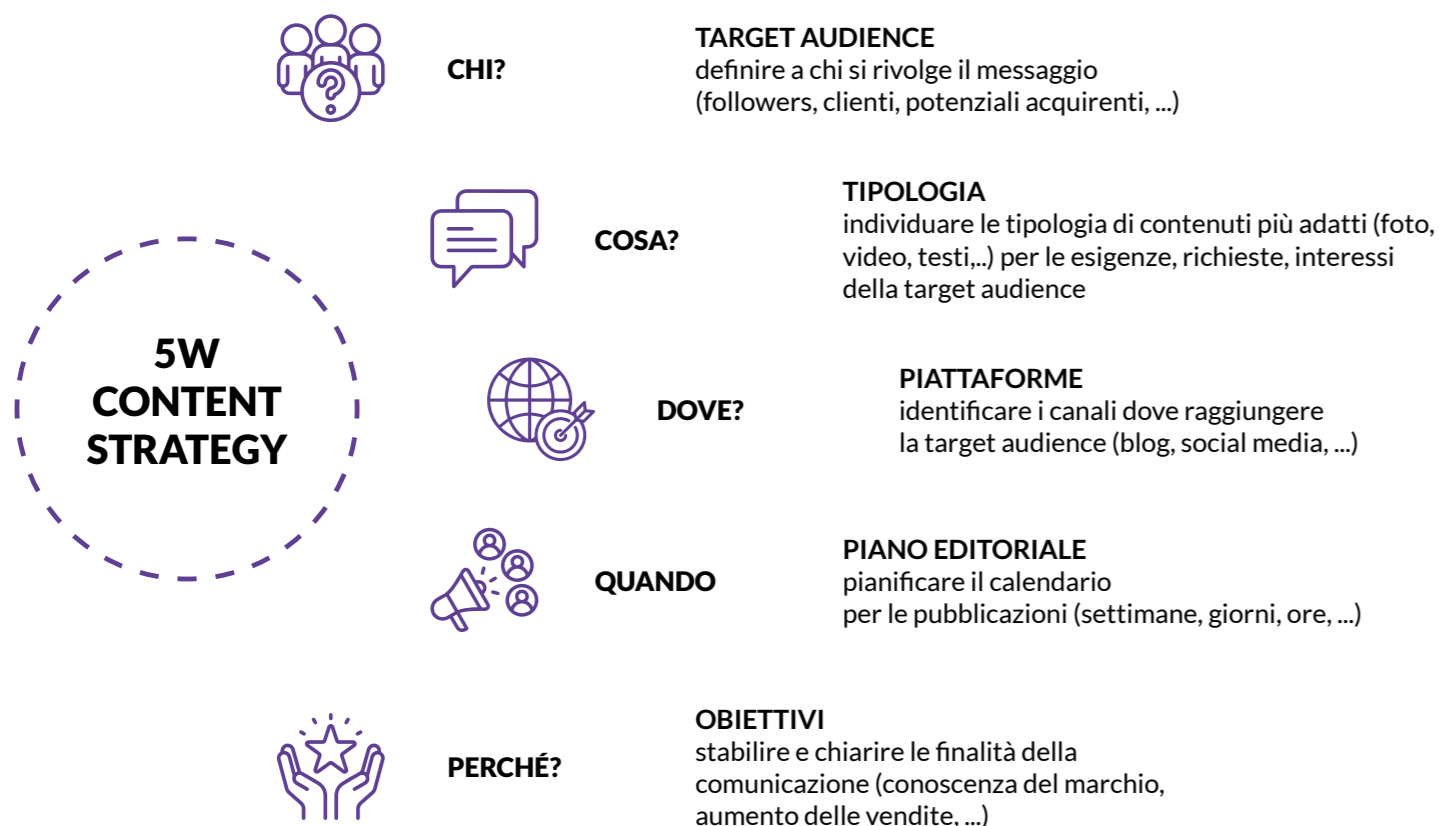 CHI?
TARGET AUDIENCE
definire a chi si rivolge il messaggio
(followers, clienti, potenziali acquirenti, ...)
COSA?
TIPOLOGIA
individuare le tipologia di contenuti più adatti (foto,
video, testi,..) per le esigenze, richieste, interessi
della target audience
5W
CONTENT
STRATEGY
DOVE?
PIATTAFORME
identificare i canali dove raggiungere
la target audience (blog, social media, ...)
QUANDO
PIANO EDITORIALE
pianificare il calendario
per le pubblicazioni (settimane, giorni, ore, ...)
PERCHÉ?
OBIETTIVI
stabilire e chiarire le finalità della
comunicazione (conoscenza del marchio,
aumento delle vendite, ...)